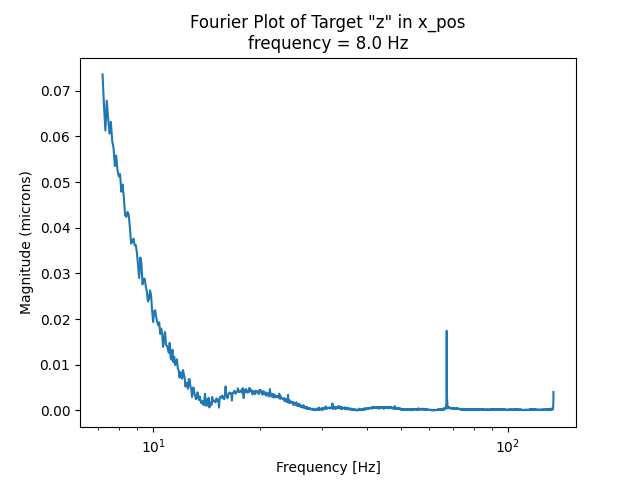 Fourier Plot of Target "z" in x_pos
frequency = 8.0 Hz
Magnitude (microns)
0.07
0.06
0.05
0.04
0.03
0.02
0.01
0.00
10¹
10²
Frequency [Hz]